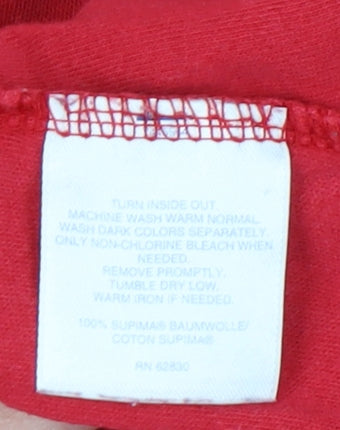 TURN INSIDE OUT.
MACHINE WASH WARM NORMAL.
WASH DARK COLORS SEPARATELY.
ONLY NON-CHLORINE BLEACH WHEN
NEEDED.
REMOVE PROMPTLY.
TUMBLE DRY LOW.
WARM IRON IF NEEDED.
100% SUPIMA® BAUMWOLLE/
COTON SUPIMA®
RN 62830